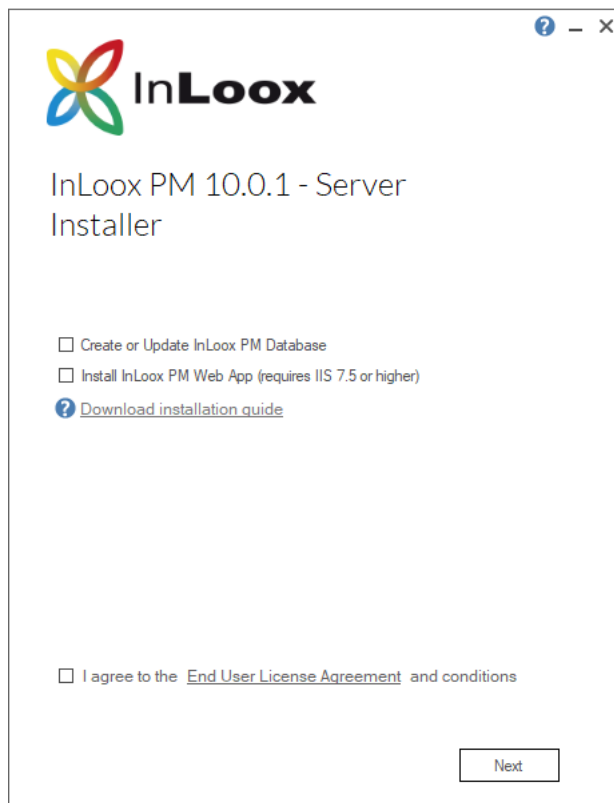 InLoox
InLoox PM 10.0.1 - Server
Installer
Create or Update InLoox PM Database
Install InLoox PM Web App (requires IIS 7.5 or higher)
? Download installation guide
I agree to the End User License Agreement and conditions
Next